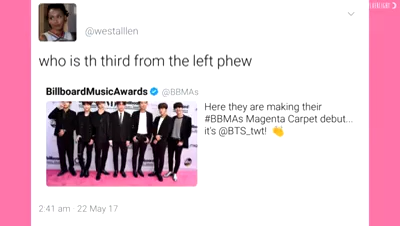 @westalllen
who is th third from the left phew
BillboardMusicAwards @BBMAs
Here they are making their
#BBMAs Magenta Carpet debut...
it's @BTS_twt! 👏
2:41 am · 22 May 17